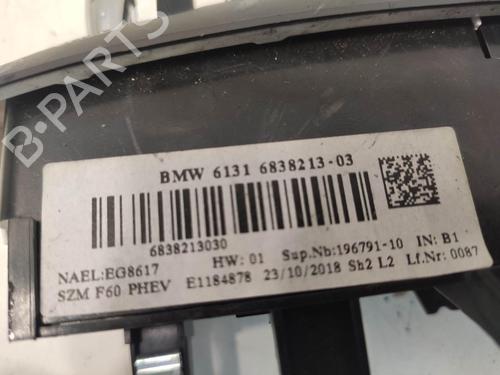 BMW 6131 6838213-03
6838213030
NAEL:EG8617 HW: 01 Sup.Nb:196791-10 IN: B1
SZM F60 PHEV E1184878 23/10/2018 Sh2 L2 Lf.Nr: 0087
B-PARTS